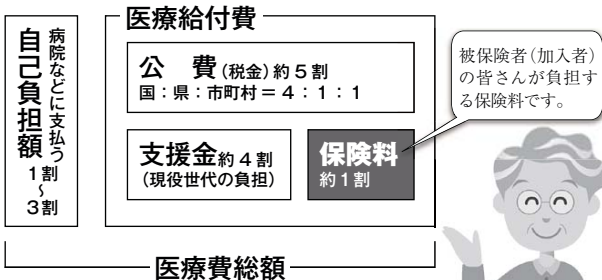 病院などに支払う
自己負担額
1割
〜
3割
医療給付費
公　費(税金)約5割
国：県：市町村＝4：1：1
支援金約4割
(現役世代の負担)
保険料
約1割
被保険者(加入者)
の皆さんが負担す
る保険料です。
医療費総額